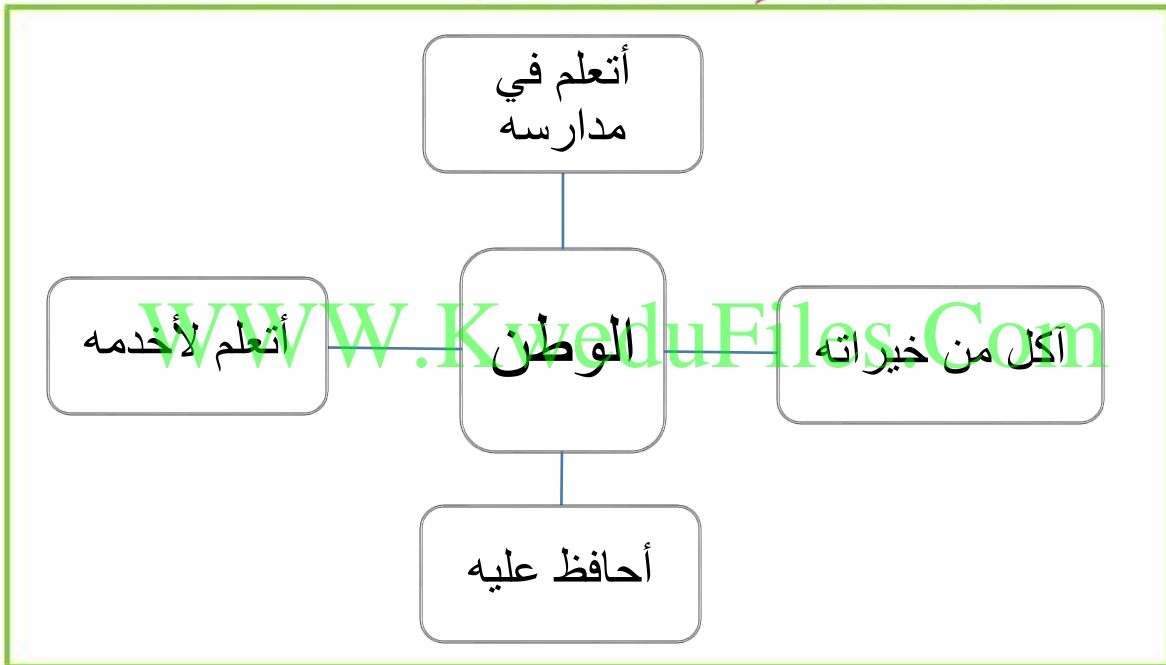 أتعلم في
مدارسه
آكل من خيراته
الوطن
أتعلم لأخدمه
أحافظ عليه
WWW.KweduFiles.Com